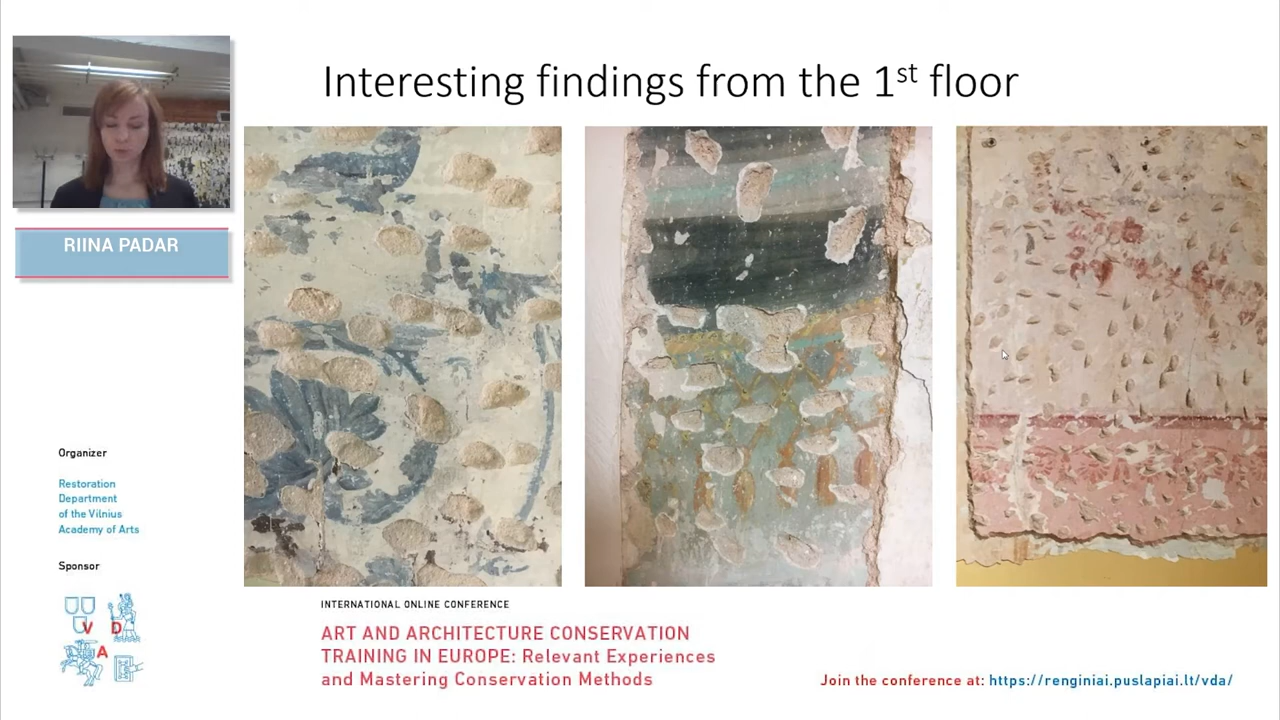 Interesting findings from the 1st floor
RIINA PADAR
Organizer
Restoration
Department
of the Vilnius
Academy of Arts
Sponsor
V D
A
INTERNATIONAL ONLINE CONFERENCE
ART AND ARCHITECTURE CONSERVATION
TRAINING IN EUROPE: Relevant Experiences
and Mastering Conservation Methods
Join the conference at: https://renginiai.puslapiai.lt/vda/